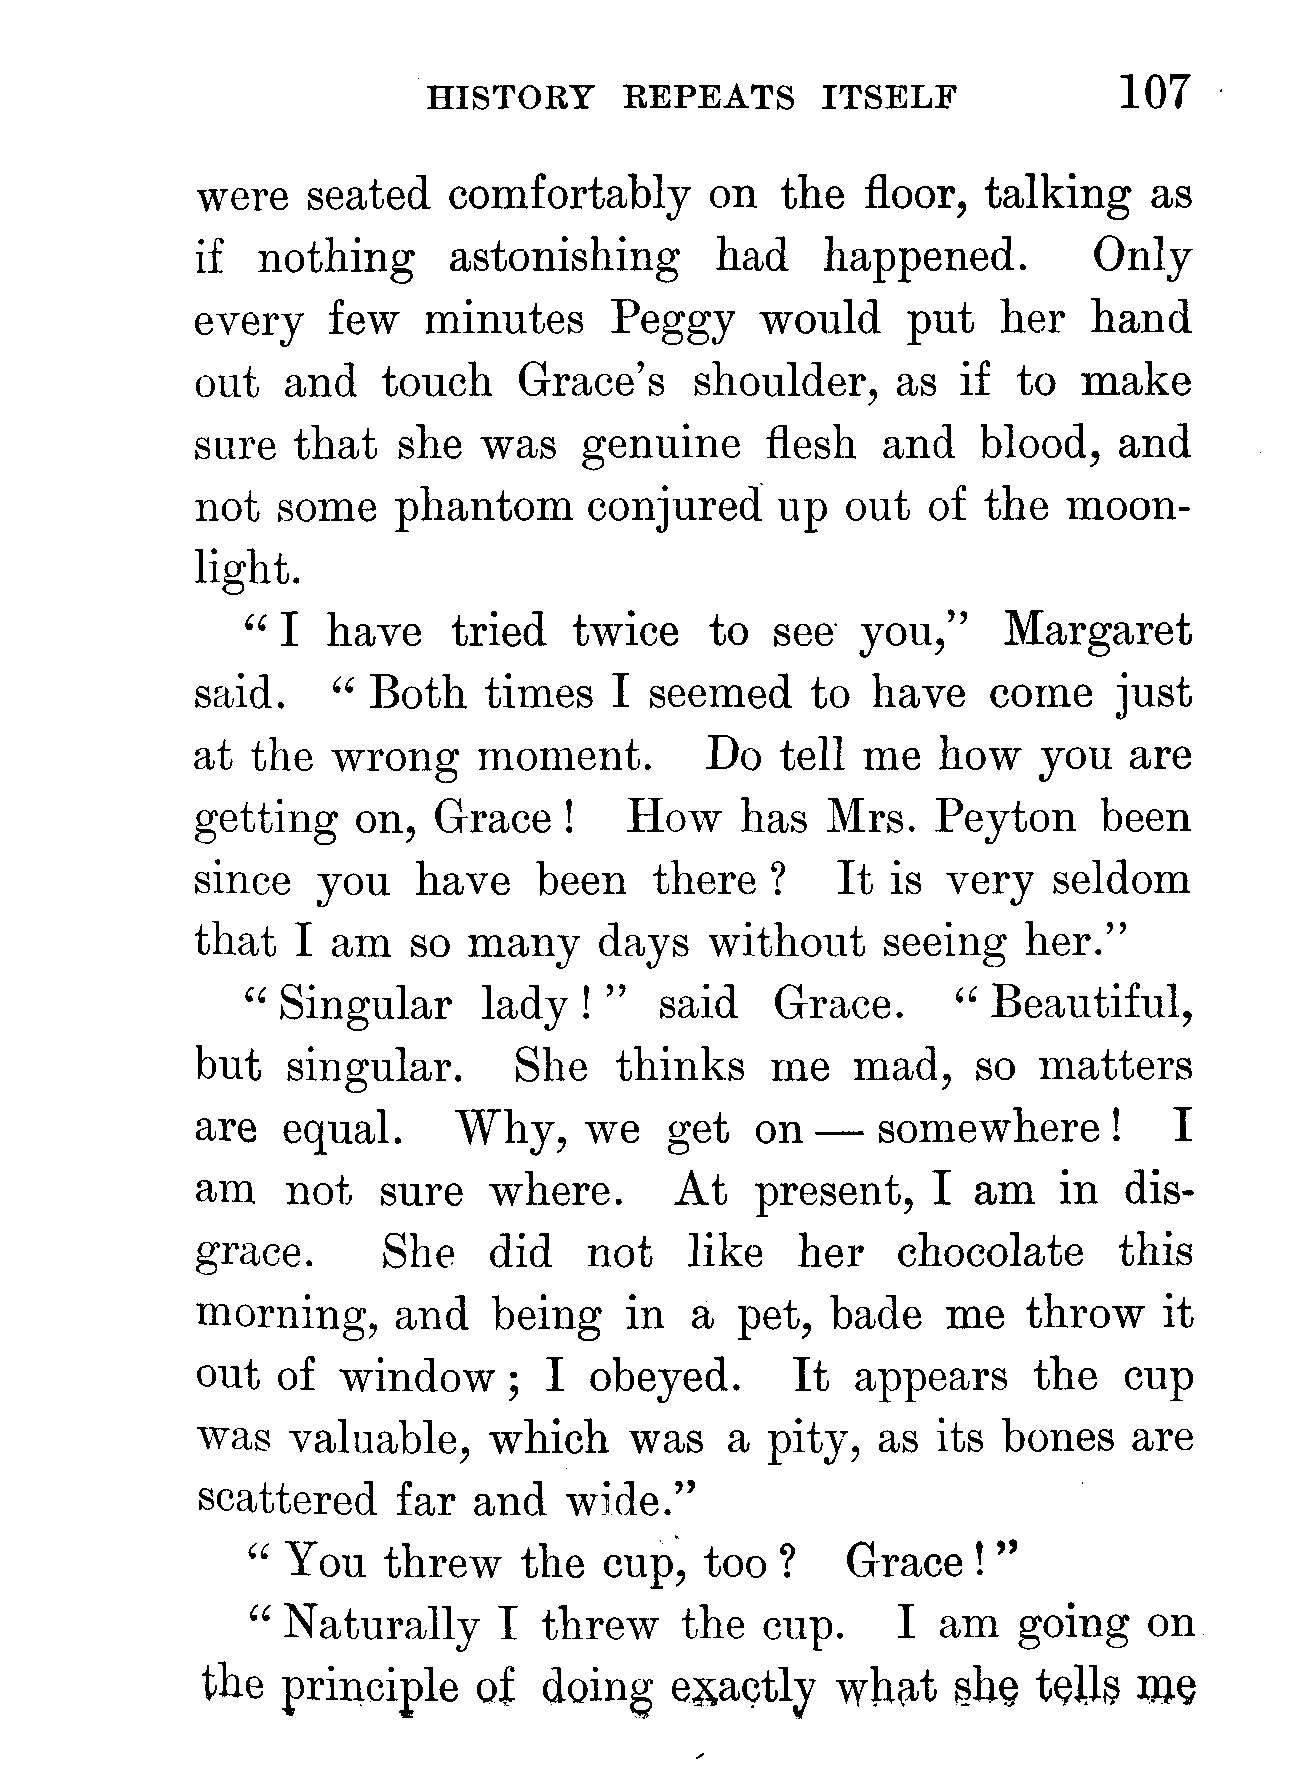 HISTORY REPEATS ITSELF 107
were seated comfortably on the floor, talking as
if nothing astonishing had happened. Only
every few minutes Peggy would put her hand
out and touch Grace's shoulder, as if to make
sure that she was genuine flesh and blood, and
not some phantom conjured up out of the moon-
light.
“ I have tried twice to see you,” Margaret
said. “ Both times I seemed to have come just
at the wrong moment. Do tell me how you are
getting on, Grace ! How has Mrs. Peyton been
since you have been there ? It is very seldom
that I am so many days without seeing her.”
“ Singular lady ! ” said Grace. “ Beautiful,
but singular. She thinks me mad, so matters
are equal. Why, we get on — somewhere ! I
am not sure where. At present, I am in dis-
grace. She did not like her chocolate this
morning, and being in a pet, bade me throw it
out of window ; I obeyed. It appears the cup
was valuable, which was a pity, as its bones are
scattered far and wide.”
“ You threw the cup, too ? Grace ! ”
“ Naturally I threw the cup. I am going on
the principle of doing exactly what she tells me